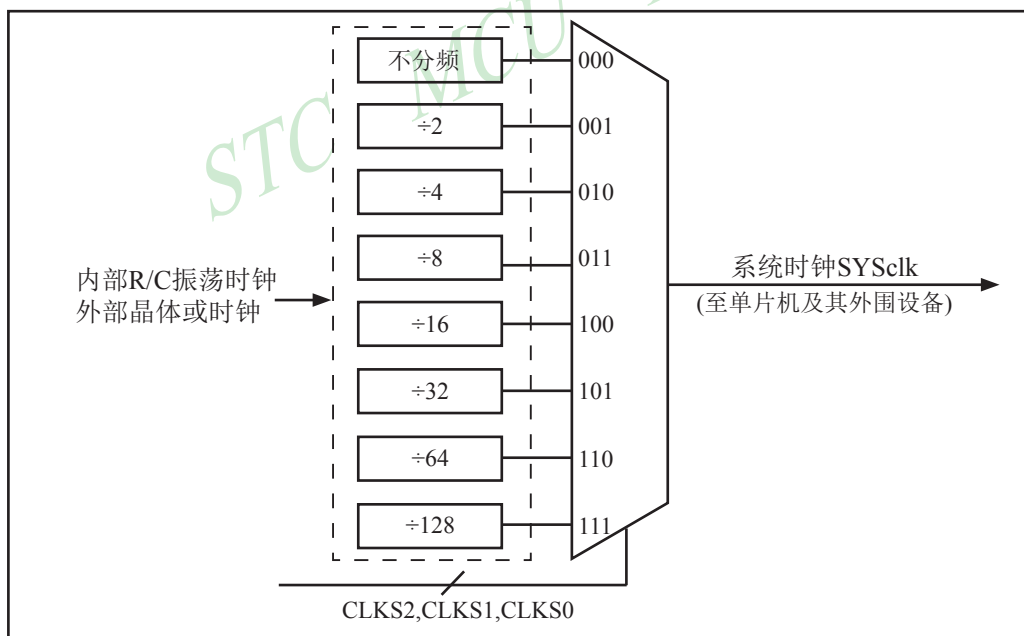 STC MCU
不分频
000
÷2
001
÷4
010
÷8
011
÷16
100
÷32
101
÷64
110
÷128
111
内部R/C振荡时钟
外部晶体或时钟
系统时钟SYSclk
(至单片机及其外围设备)
CLKS2,CLKS1,CLKS0